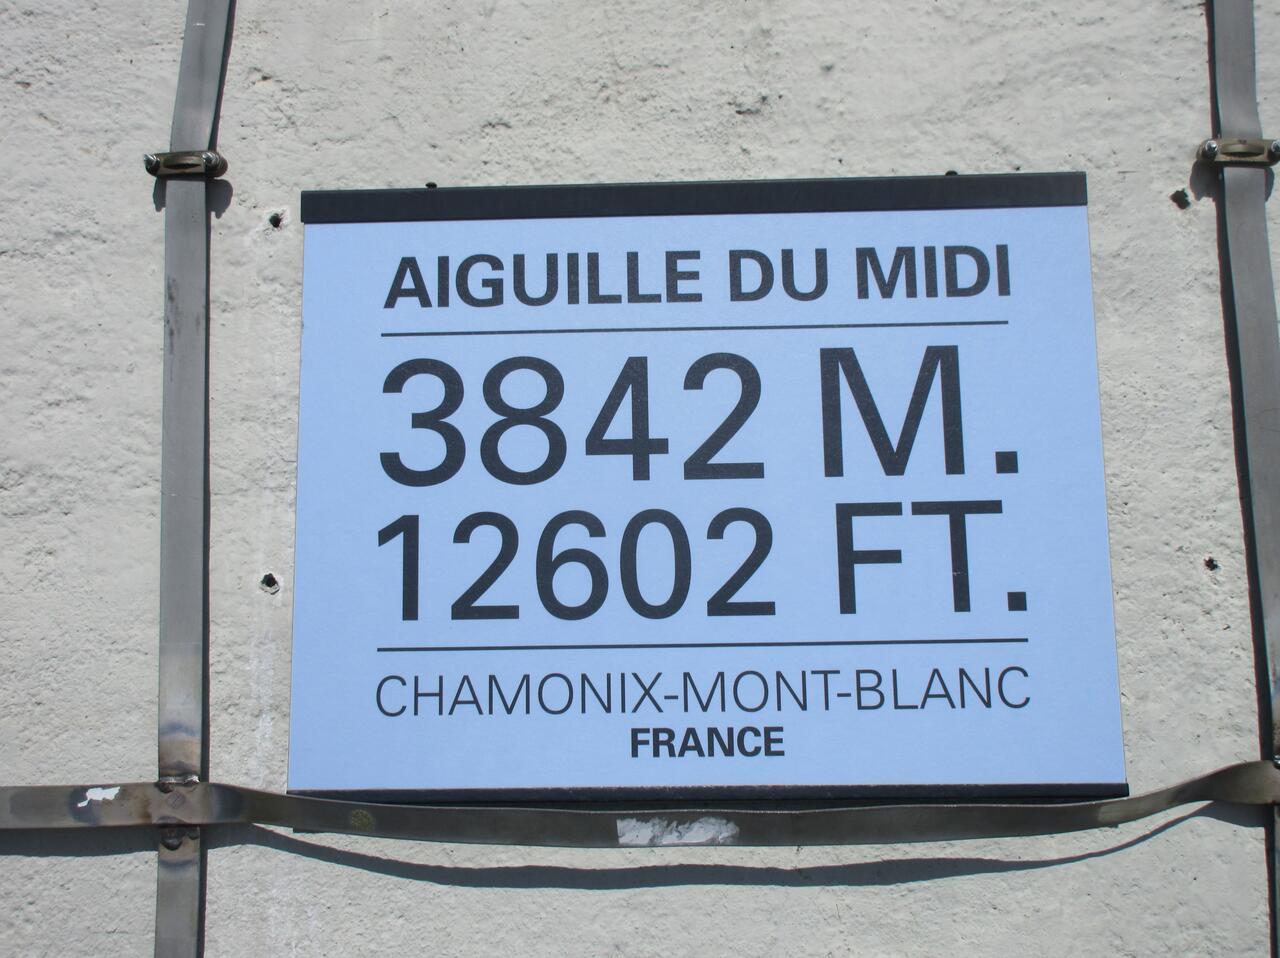 AIGUILLE DU MIDI
3842 M.
12602 FT.
CHAMONIX-MONT-BLANC
FRANCE